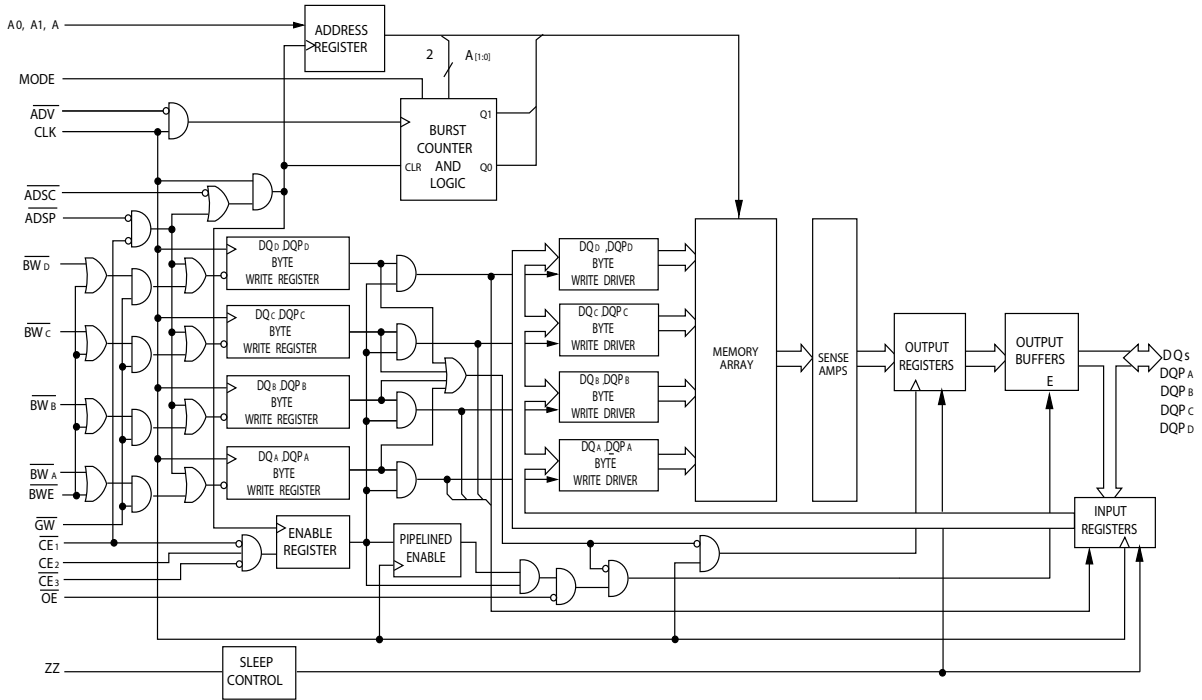 A0, A1, A
ADDRESS
REGISTER
2
A[1:0]
MODE
ADV
CLK
BURST
COUNTER
AND
LOGIC
CLR
Q1
Q0
ADSC
ADSP
DQD ,DQPD
BYTE
WRITE REGISTER
DQD ,DQPD
BYTE
WRITE DRIVER
BWD
DQC ,DQPC
BYTE
WRITE REGISTER
DQC ,DQPC
BYTE
WRITE DRIVER
BWC
MEMORY
ARRAY
SENSE
AMPS
OUTPUT
REGISTERS
OUTPUT
BUFFERS
E
DQs
DQPA
DQPB
DQPC
DQPD
DQB ,DQPB
BYTE
WRITE REGISTER
DQB ,DQPB
BYTE
WRITE DRIVER
BWB
DQA ,DQPA
BYTE
WRITE REGISTER
DQA ,DQPA
BYTE
WRITE DRIVER
BWA
BWE
GW
CE1
CE2
CE3
OE
ENABLE
REGISTER
PIPELINED
ENABLE
INPUT
REGISTERS
ZZ
SLEEP
CONTROL